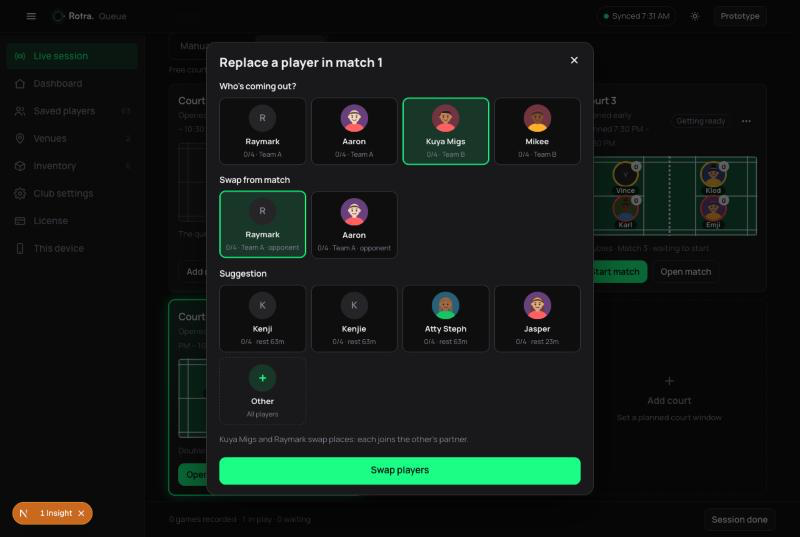 Rotra. Queue
Synced 7:31 AM
Prototype
Live session
Dashboard
Saved players 63
Venues 2
Inventory
Club settings
License
This device
Replace a player in match 1
Who's coming out?
R
Raymark
0/4 · Team A
Aaron
0/4 · Team A
Kuya Migs
0/4 · Team B
Mikee
0/4 · Team B
Swap from match
R
Raymark
0/4 · Team A · opponent
Aaron
0/4 · Team A · opponent
Suggestion
K
Kenji
0/4 · rest 63m
K
Kenjie
0/4 · rest 63m
Atty Steph
0/4 · rest 63m
Jasper
0/4 · rest 23m
+
Other
All players
Kuya Migs and Raymark swap places: each joins the other's partner.
Swap players
Getting ready
Vince
Klod
Karl
Emji
Match 3 · waiting to start
Start match
Open match
+
Add court
Set a planned court window
N 1 Insight
0 games recorded · 1 in play · 0 waiting
Session done